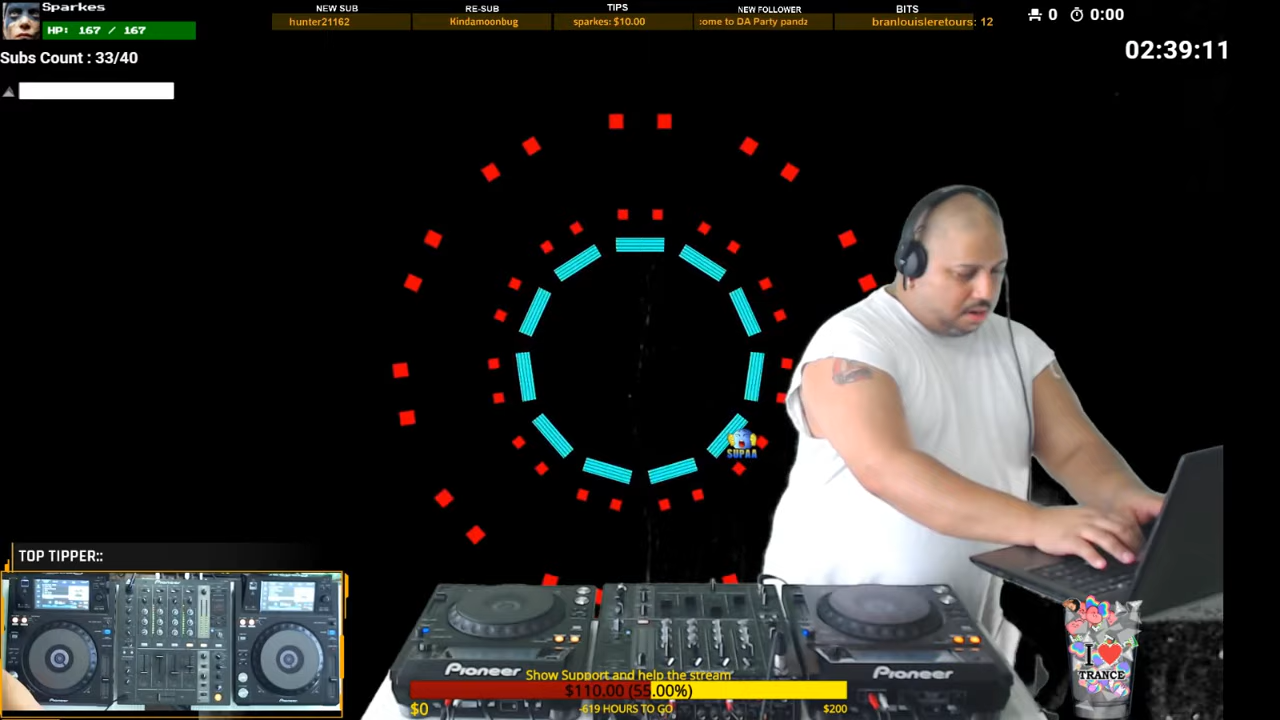 Sparkes
HP: 167 / 167
Subs Count : 33/40
NEW SUB
hunter21162
RE-SUB
Kindamoonbug
TIPS
sparkes: $10.00
NEW FOLLOWER
:ome to DA Party pandz
BITS
branlouisleretours: 12
0 0:00
02:39:11
SUPAA
TOP TIPPER::
Pioneer
Pioneer
Show Support and help the stream
$110.00 (55.00%)
$0
-619 HOURS TO GO
$200
I
TRANCE